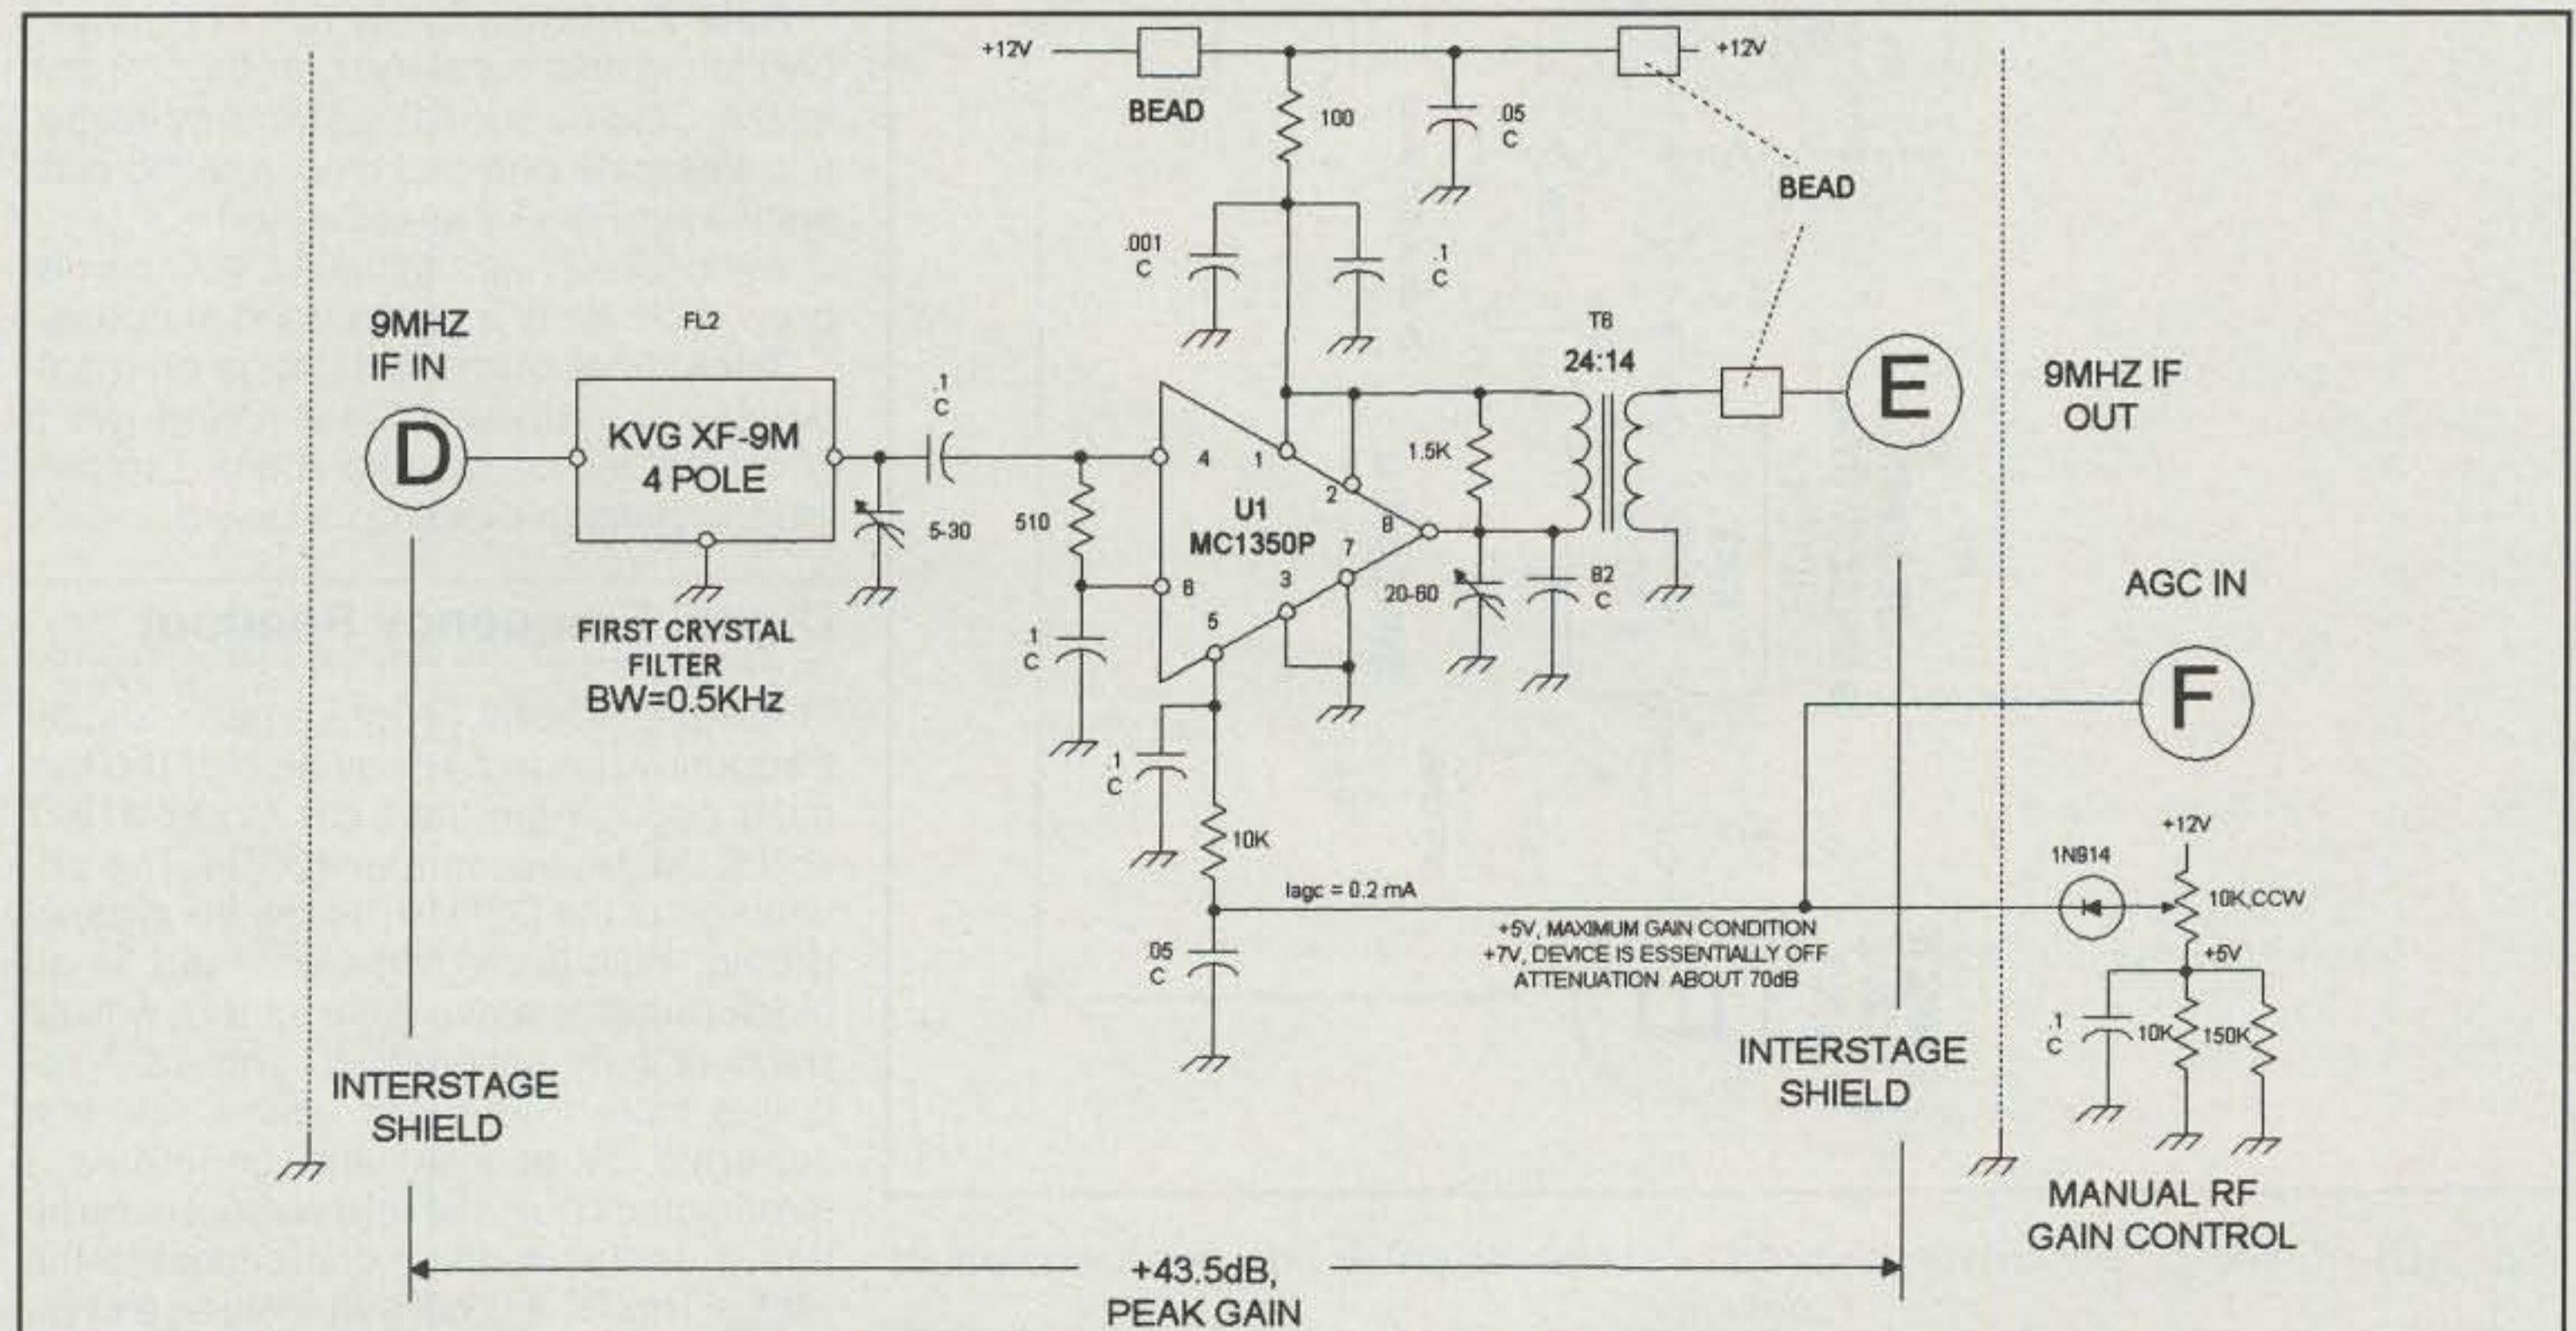 +12V
BEAD
+12V
100
.05
C
BEAD
.001
C
.1
C
9MHZ
IF IN
D
FL2
KVG XF-9M
4 POLE
FIRST CRYSTAL
FILTER
BW=0.5KHz
.1
C
5-30
510
.1
C
4
6
1
2
U1
MC1350P
8
7
3
5
1.5K
T6
24:14
20-60
82
C
E
9MHZ IF
OUT
AGC IN
F
.1
C
10K
Iagc = 0.2 mA
+5V, MAXIMUM GAIN CONDITION
+7V, DEVICE IS ESSENTIALLY OFF
ATTENUATION ABOUT 70dB
.05
C
+12V
1N914
10K,CCW
+5V
.1
C
10K
150K
INTERSTAGE
SHIELD
INTERSTAGE
SHIELD
MANUAL RF
GAIN CONTROL
+43.5dB,
PEAK GAIN